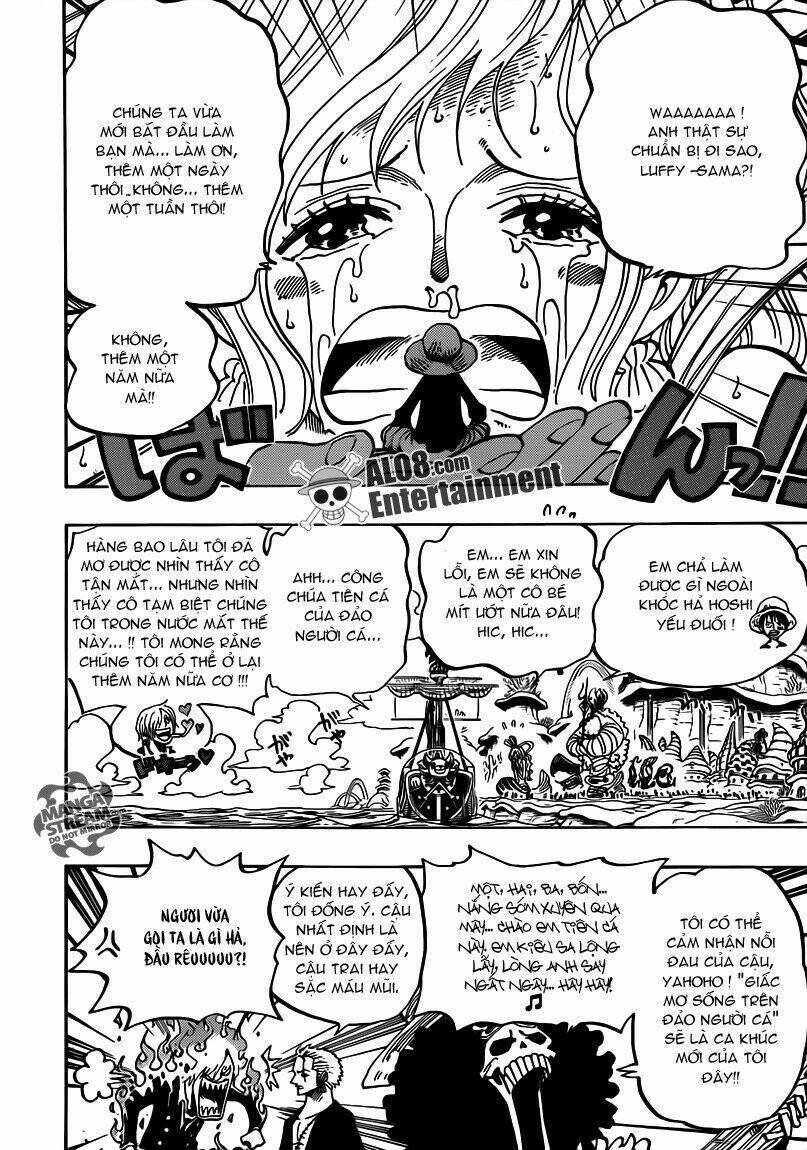 WAAAAAAA !
ANH THẬT SỰ
CHUẨN BỊ ĐI SAO,
LUFFY -SAMA?!
CHÚNG TA VỪA
MỚI BẮT ĐẦU LÀM
BẠN MÀ... LÀM ƠN,
THÊM MỘT NGÀY
THÔI..KHÔNG... THÊM
MỘT TUẦN THÔI!
KHÔNG,
THÊM MỘT
NĂM NỮA
MÀ!!
ばんっ!!
ALO8.com
Entertainment
EM CHẢ LÀM
ĐƯỢC GÌ NGOÀI
KHÓC HẢ HOSHI
YẾU ĐUỐI !
EM... EM XIN
LỖI, EM SẼ KHÔNG
LÀ MỘT CÔ BÉ
MÍT ƯỚT NỮA ĐÂU!
HIC, HIC...
AHH... CÔNG
CHÚA TIÊN CÁ
CỦA ĐẢO
NGƯỜI CÁ...
HÀNG BAO LÂU TÔI ĐÃ
MƠ ĐƯỢC NHÌN THẤY CÔ
TẬN MẮT... NHƯNG NHÌN
THẤY CÔ TẠM BIỆT CHÚNG
TÔI TRONG NƯỚC MẮT THẾ
NÀY... !! TÔI MONG RẰNG
CHÚNG TÔI CÓ THỂ Ở LẠI
THÊM NĂM NỮA CƠ !!!
MANGA
STREAM.com
DO NOT MIRROR
TÔI CÓ THỂ
CẢM NHẬN NỖI
ĐAU CỦA CẬU,
YAHOHO ! "GIẤC
MƠ SỐNG TRÊN
ĐẢO NGƯỜI CÁ"
SẼ LÀ CA KHÚC
MỚI CỦA TÔI
ĐÂY!!
MỘT, HAI, BA, BỐN...
NẮNG SỚM XUYÊN QUA
MÂY... CHÀO EM TIÊN CÁ
NÀY. EM KIÊU SA LỘNG
LẪY, LÒNG ANH SAY
NGẤT NGÂY... HÂY HÂY!
Ý KIẾN HAY ĐẤY,
TÔI ĐỒNG Ý. CẬU
NHẤT ĐỊNH LÀ
NÊN Ở ĐÂY ĐẤY,
CẬU TRAI HAY
SẶC MÁU MŨI.
NGƯƠI VỪA
GỌI TA LÀ GÌ HẢ,
ĐẦU RÊUUUUU?!